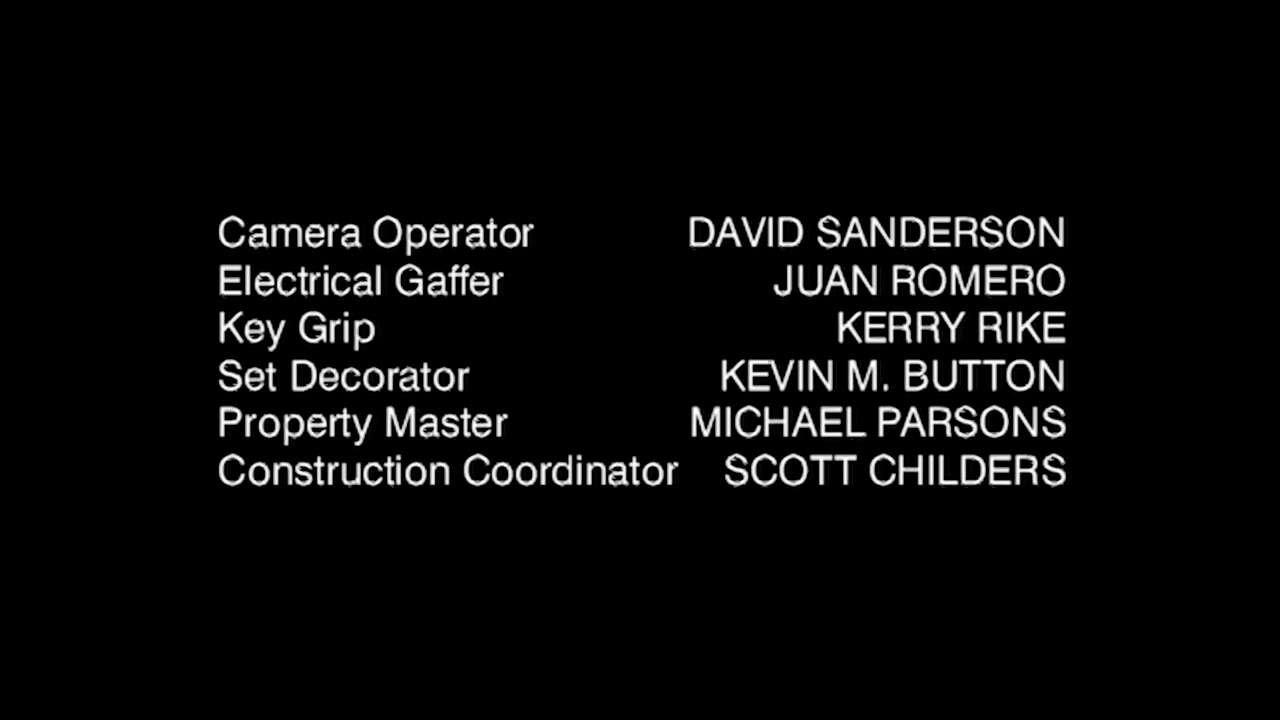 Camera Operator DAVID SANDERSON
Electrical Gaffer JUAN ROMERO
Key Grip KERRY RIKE
Set Decorator KEVIN M. BUTTON
Property Master MICHAEL PARSONS
Construction Coordinator SCOTT CHILDERS